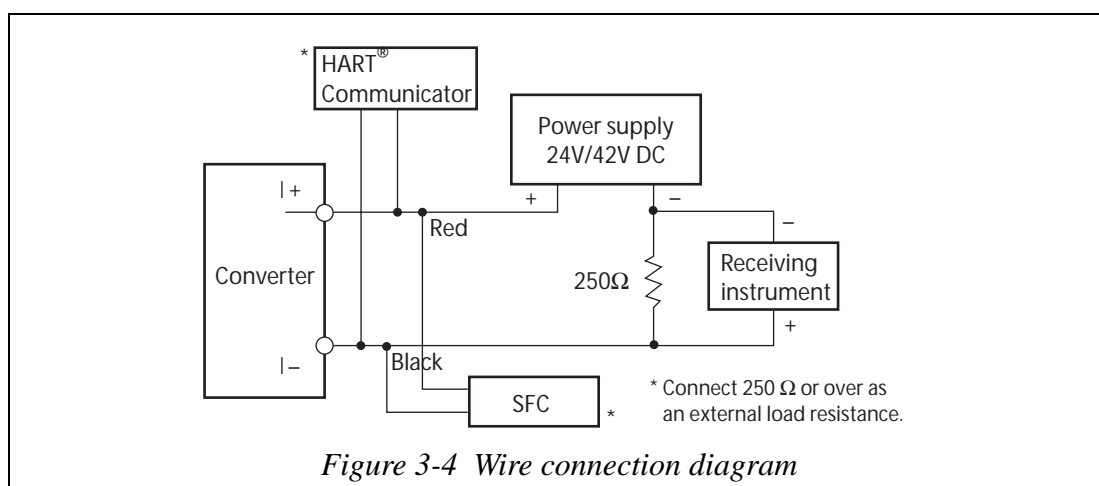 * HART®
Communicator
Power supply
24V/42V DC
I+
+
−
Red
−
Converter
250Ω
Receiving
instrument
+
Black
I−
SFC
*
* Connect 250 Ω or over as
an external load resistance.
Figure 3-4 Wire connection diagram